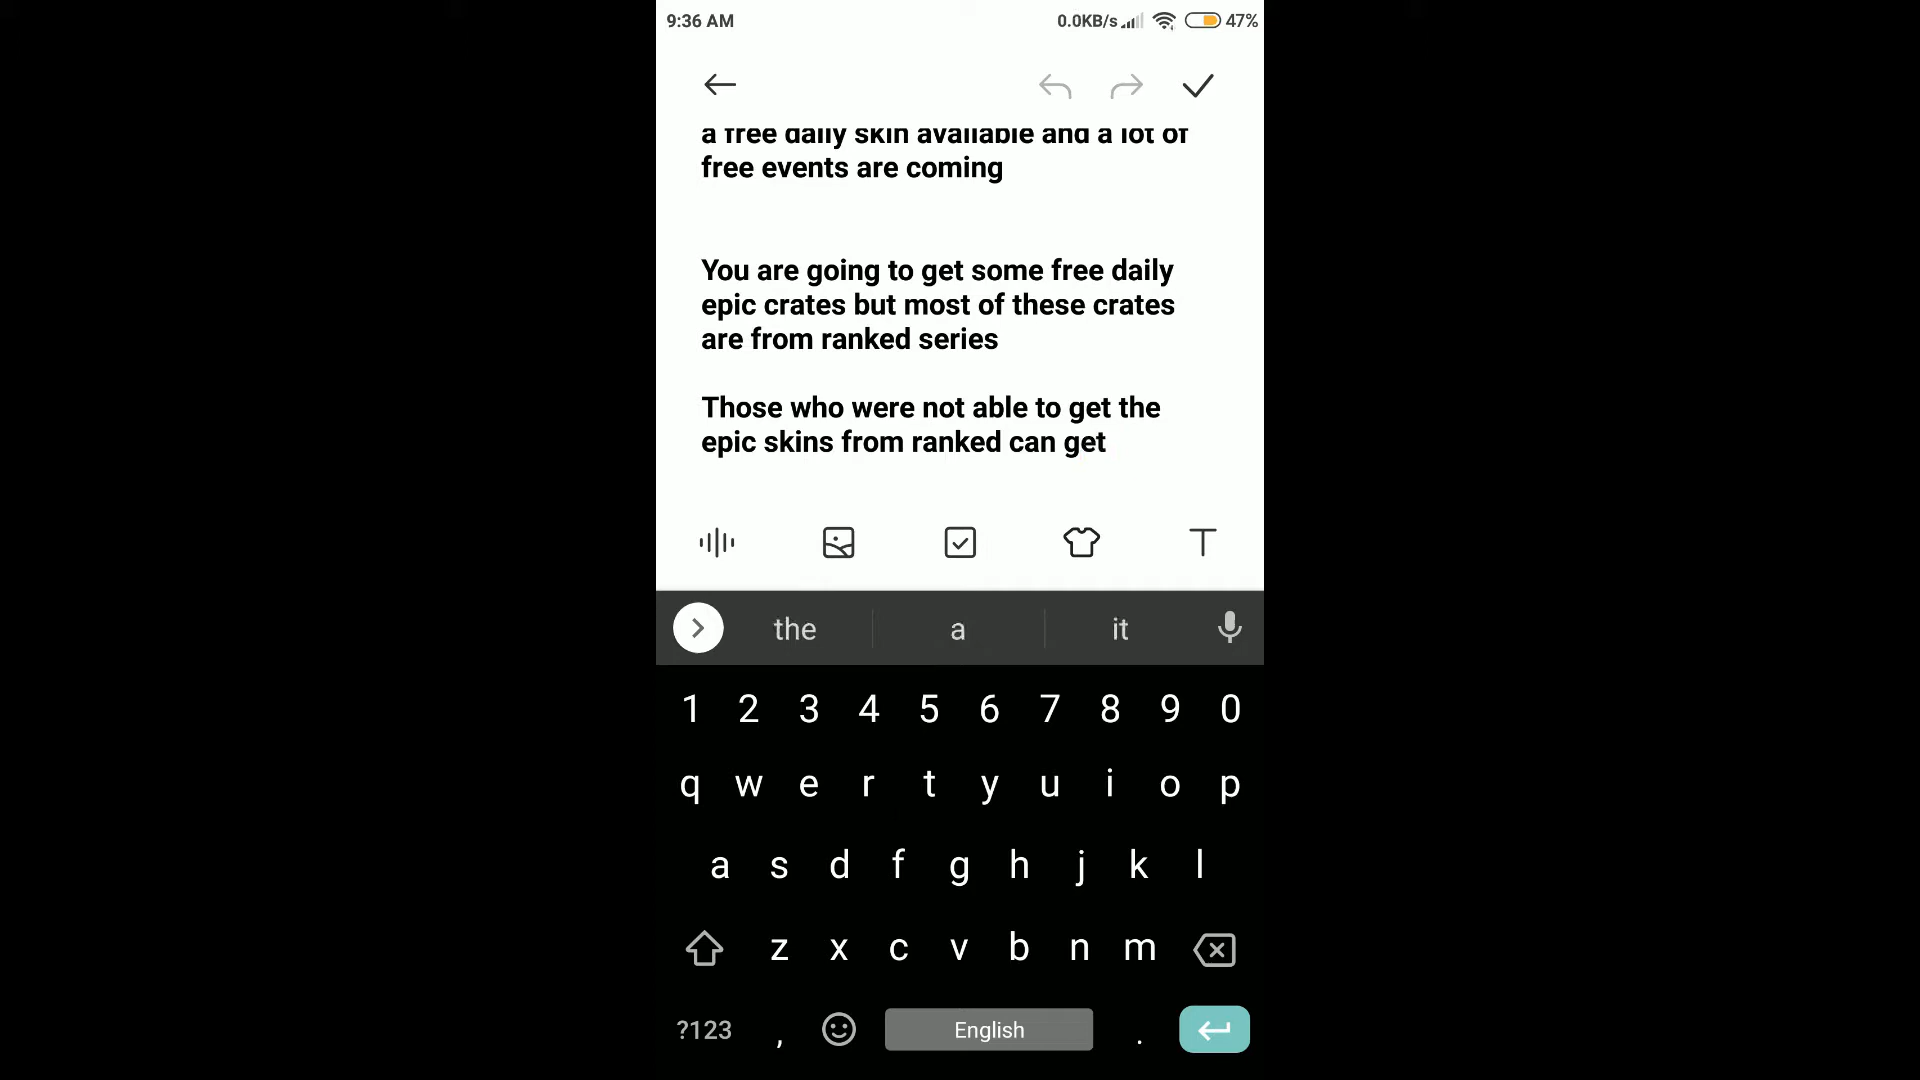 9:36 AM 0.0KB/s 47%
a free daily skin available and a lot of
free events are coming
You are going to get some free daily
epic crates but most of these crates
are from ranked series
Those who were not able to get the
epic skins from ranked can get
T
the a it
1 2 3 4 5 6 7 8 9 0
q w e r t y u i o p
a s d f g h j k l
z x c v b n m
?123 , English .